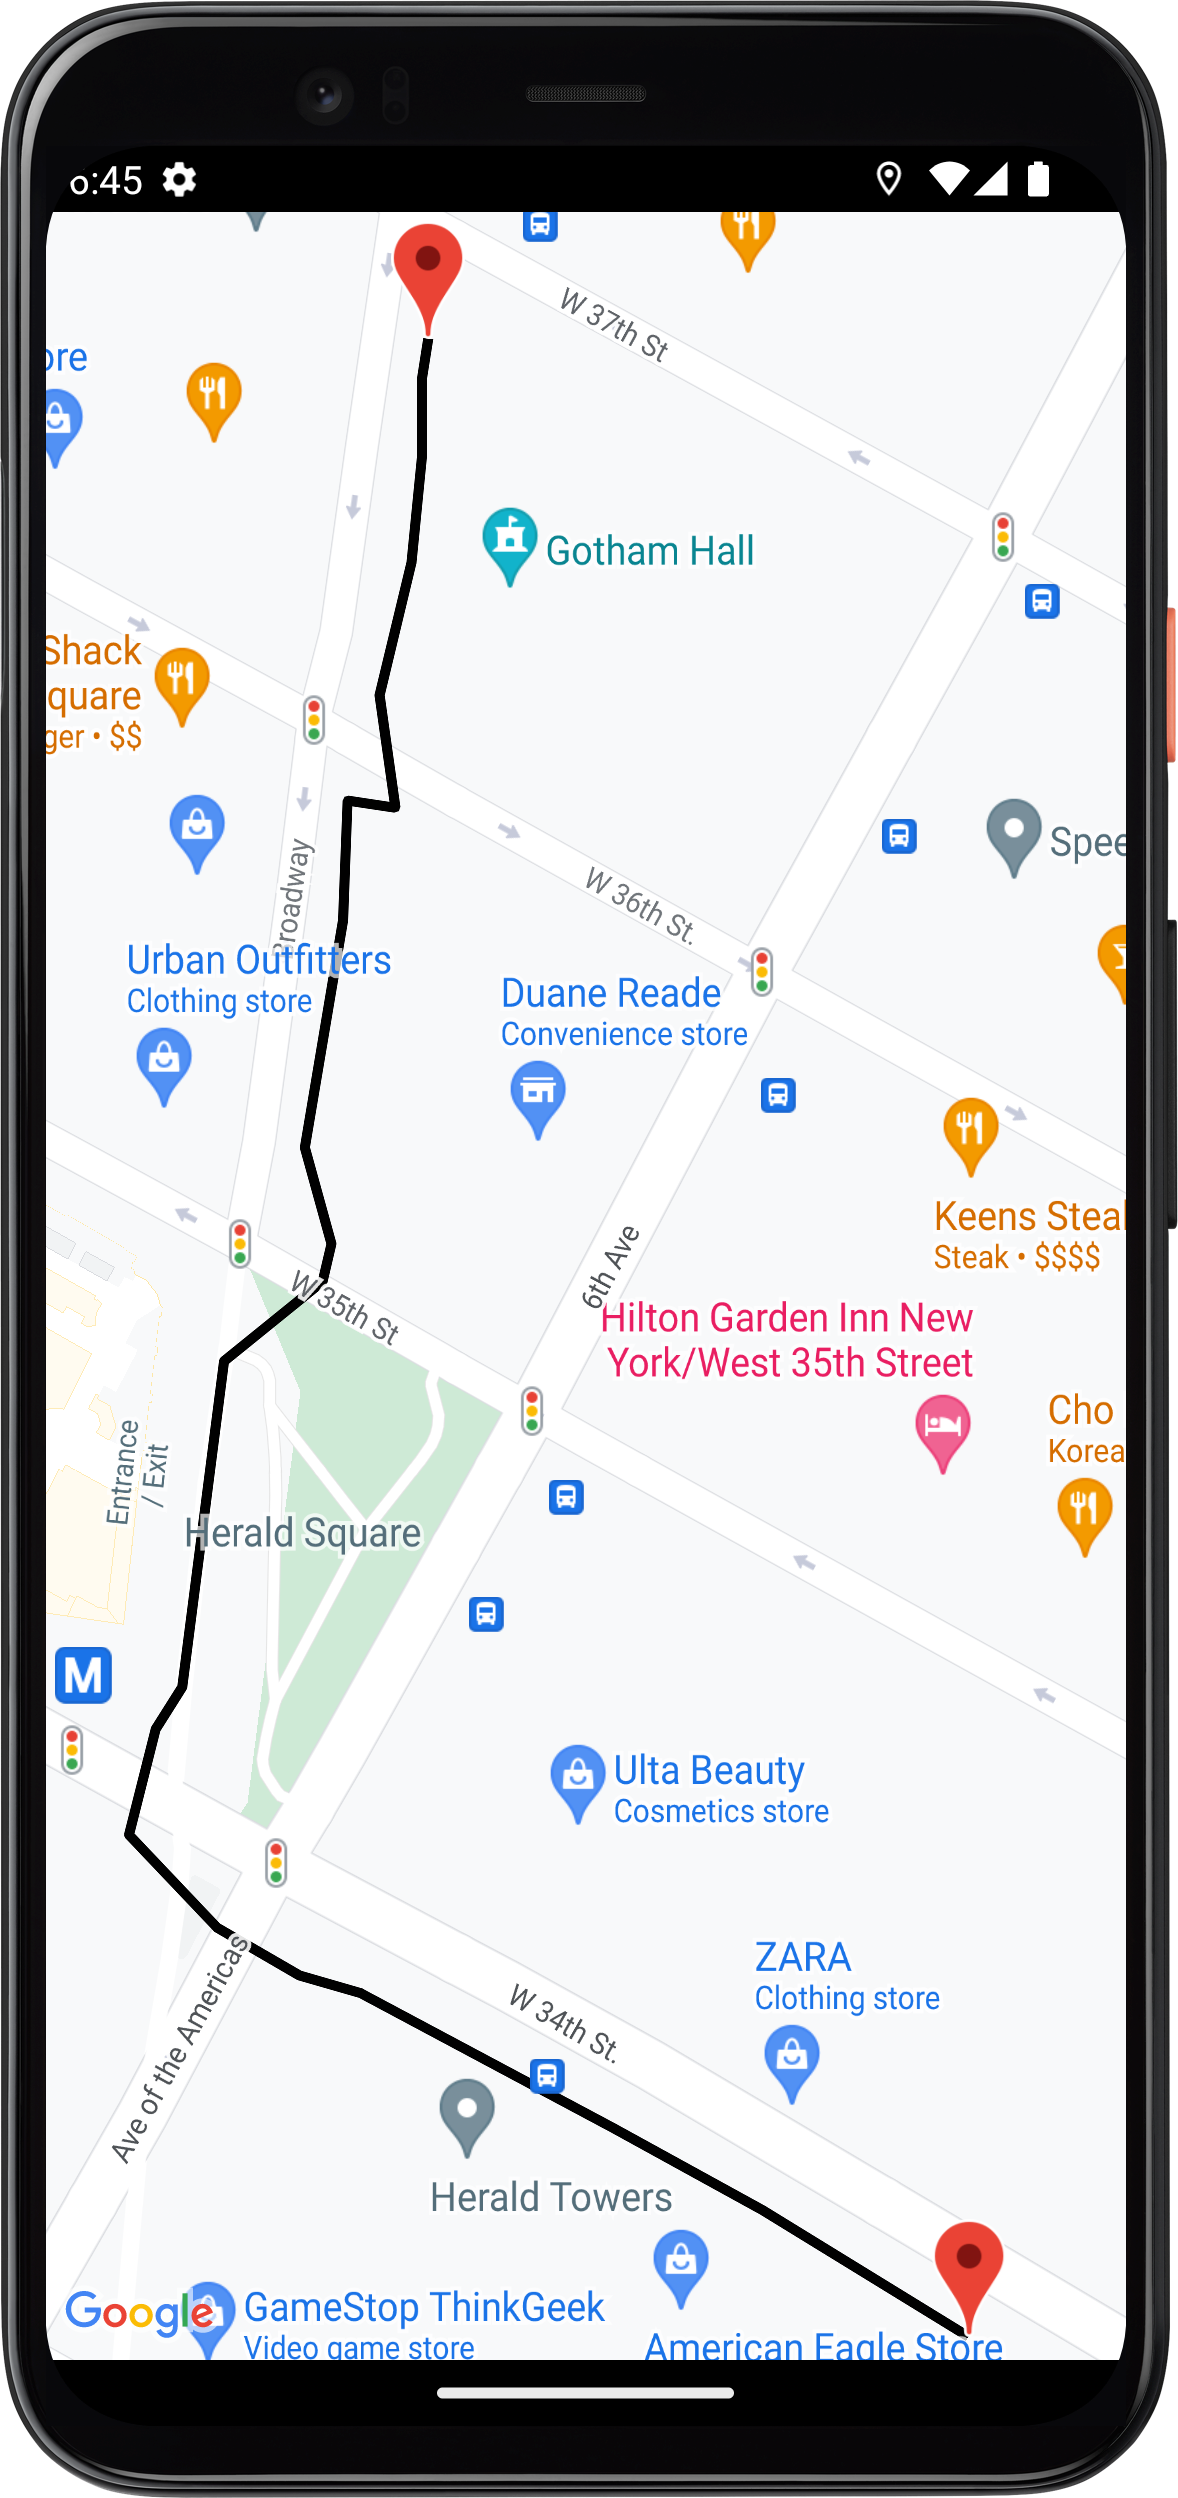 o:45
W 37th St
ore
Gotham Hall
Shack
quare
ger • $$
Spee
W 36th St.
Broadway
Urban Outfitters
Clothing store
Duane Reade
Convenience store
Keens Steak
Steak • $$$$
6th Ave
W 35th St
Hilton Garden Inn New
York/West 35th Street
Cho
Korea
Entrance
/ Exit
Herald Square
M
Ulta Beauty
Cosmetics store
ZARA
Clothing store
W 34th St.
Ave of the Americas
Herald Towers
Google
GameStop ThinkGeek
Video game store
American Eagle Store